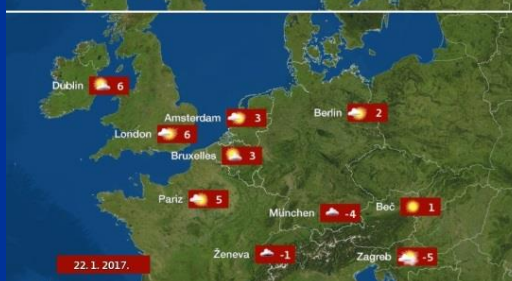 Dublin 6
Amsterdam 3
Berlin 2
London 6
Bruxelles 3
Pariz 5
München -4
Beč 1
Ženeva -1
Zagreb -5
22. 1. 2017.